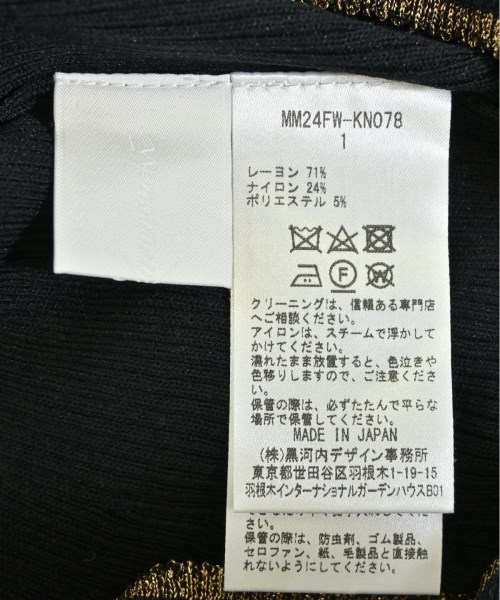 MM24FW-KN078
1
レーヨン 71%
ナイロン 24%
ポリエステル 5%
F
W
クリーニングは、信頼ある専門店
へご相談ください。
アイロンは、スチームで浮かして
かけてください。
濡れたまま放置すると、色泣きや
色移りしますので、ご注意くださ
い。
保管の際は、必ずたたんで平らな
場所で保管してください。
MADE IN JAPAN
(株)黒河内デザイン事務所
東京都世田谷区羽根木1-19-15
羽根木インターナショナルガーデンハウスB01
さい。
保管の際は、防虫剤、ゴム製品、
セロファン、紙、毛製品と直接触
れないようにしてください。